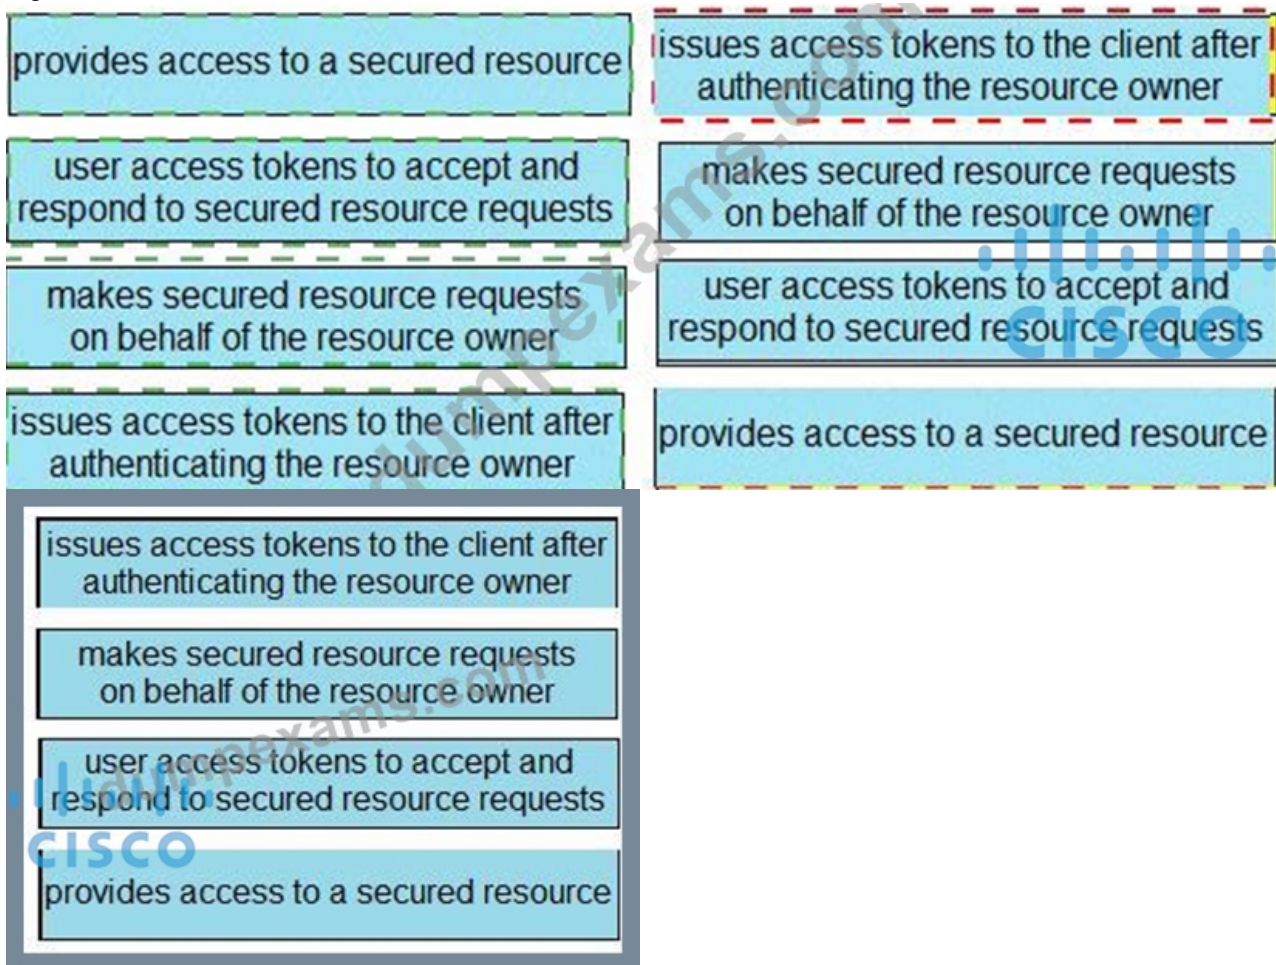 provides access to a secured resource
issues access tokens to the client after
authenticating the resource owner
user access tokens to accept and
respond to secured resource requests
makes secured resource requests
on behalf of the resource owner
makes secured resource requests
on behalf of the resource owner
user access tokens to accept and
respond to secured resource requests
issues access tokens to the client after
authenticating the resource owner
provides access to a secured resource
dumpexams.com
CISCO
issues access tokens to the client after
authenticating the resource owner
makes secured resource requests
on behalf of the resource owner
user access tokens to accept and
respond to secured resource requests
provides access to a secured resource
dumpexams.com
CISCO